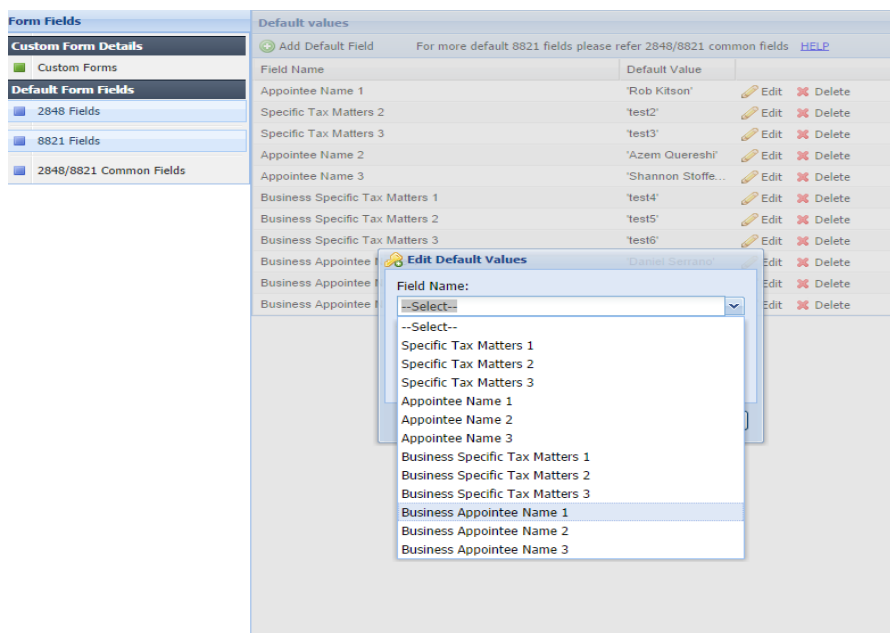 Form Fields
Custom Form Details
Custom Forms
Default Form Fields
2848 Fields
8821 Fields
2848/8821 Common Fields
Default values
Add Default Field For more default 8821 fields please refer 2848/8821 common fields HELP
Field Name Default Value
Appointee Name 1 'Rob Kitson' Edit Delete
Specific Tax Matters 2 'test2' Edit Delete
Specific Tax Matters 3 'test3' Edit Delete
Appointee Name 2 'Azem Quereshi' Edit Delete
Appointee Name 3 'Shannon Stoffe... Edit Delete
Business Specific Tax Matters 1 'test4' Edit Delete
Business Specific Tax Matters 2 'test5' Edit Delete
Business Specific Tax Matters 3 'test6' Edit Delete
Business Appointee 'Daniel Serrano' Edit Delete
Business Appointee Edit Delete
Business Appointee Edit Delete
Edit Default Values
Field Name:
--Select--
--Select--
Specific Tax Matters 1
Specific Tax Matters 2
Specific Tax Matters 3
Appointee Name 1
Appointee Name 2
Appointee Name 3
Business Specific Tax Matters 1
Business Specific Tax Matters 2
Business Specific Tax Matters 3
Business Appointee Name 1
Business Appointee Name 2
Business Appointee Name 3